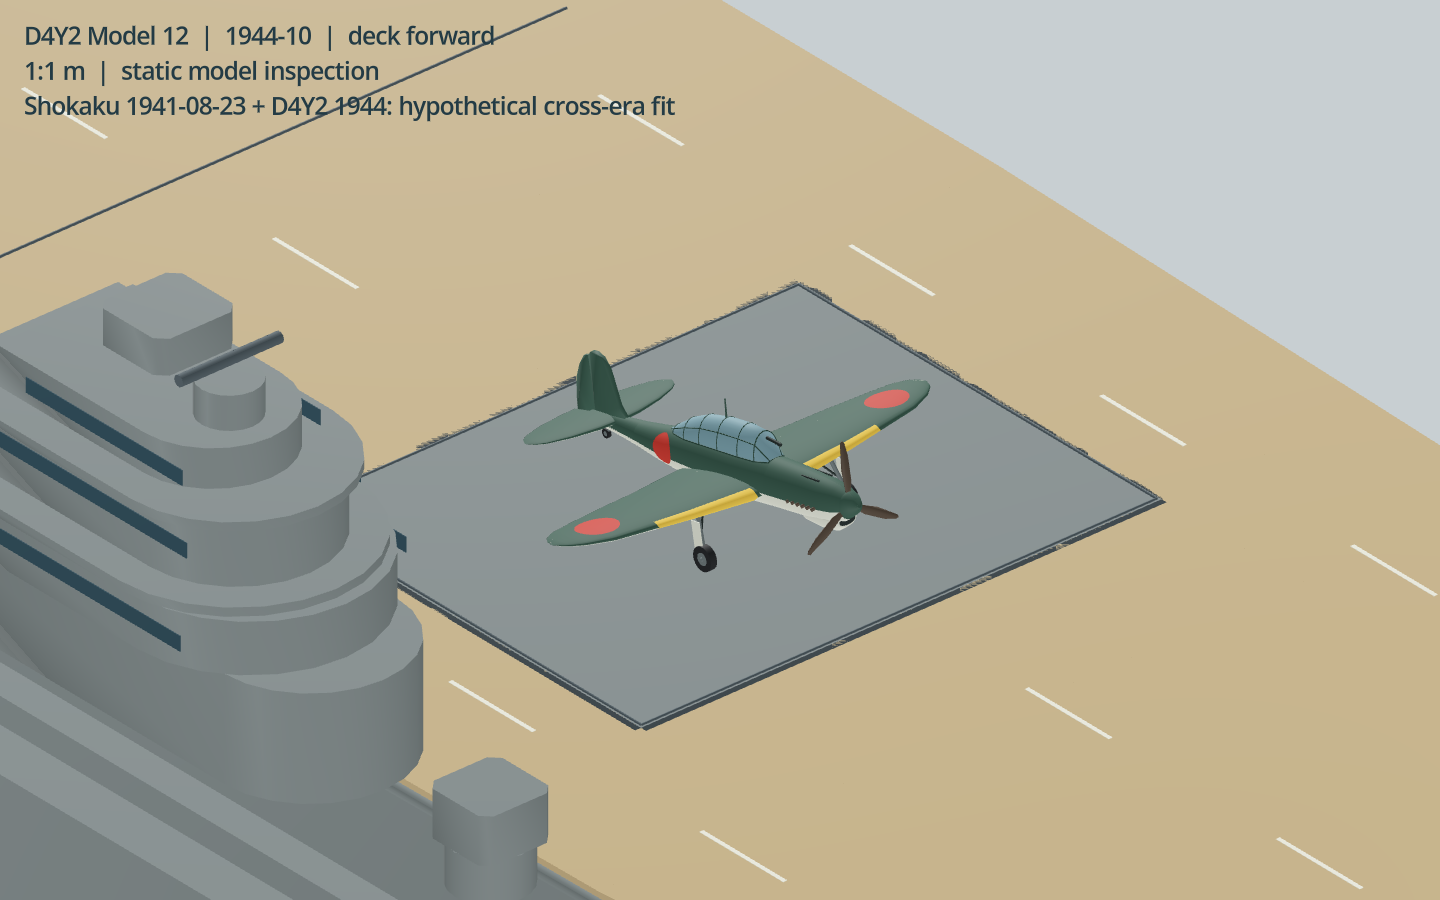 D4Y2 Model 12 | 1944-10 | deck forward
1:1 m | static model inspection
Shokaku 1941-08-23 + D4Y2 1944: hypothetical cross-era fit